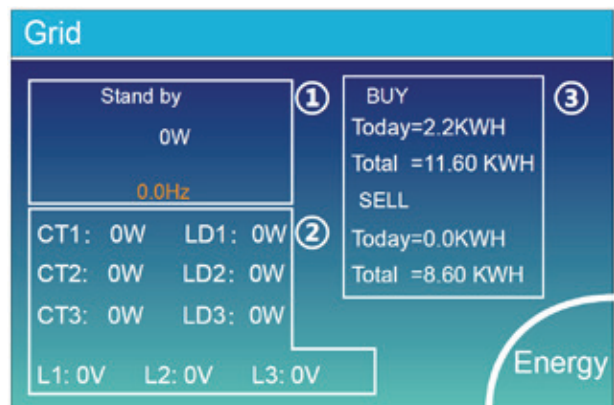 Grid
Stand by
0W
0.0Hz
①
CT1: 0W LD1: 0W
②
CT2: 0W LD2: 0W
CT3: 0W LD3: 0W
L1: 0V L2: 0V L3: 0V
BUY
③
Today=2.2KWH
Total =11.60 KWH
SELL
Today=0.0KWH
Total =8.60 KWH
Energy